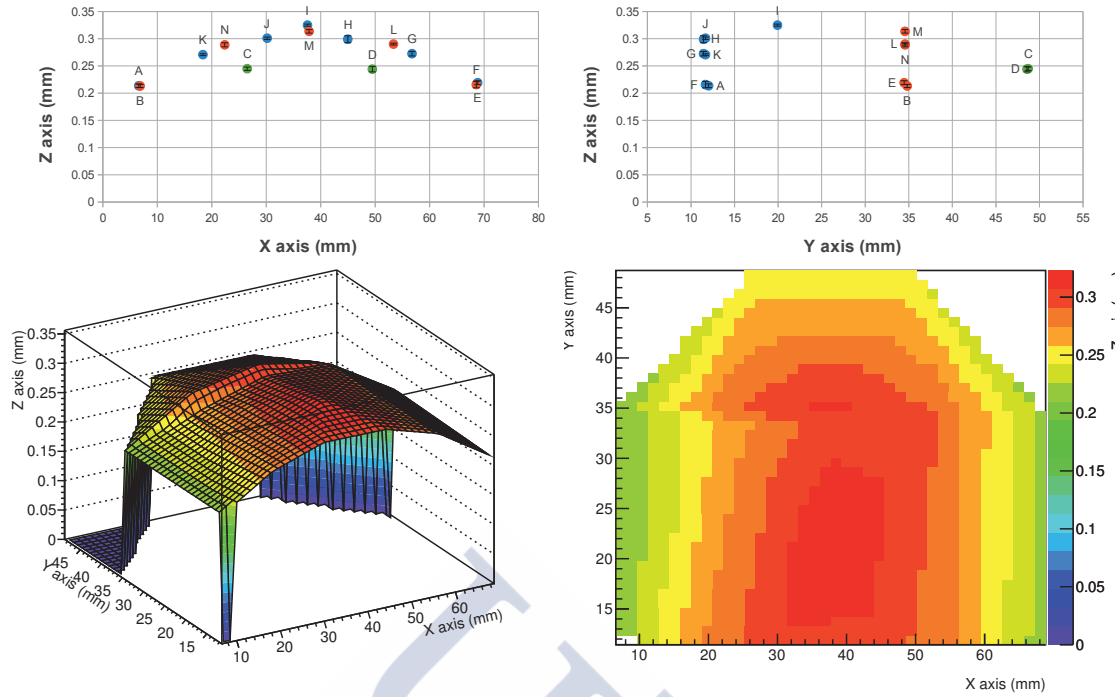 0.35
0.3
0.25
0.2
0.15
0.1
0.05
0
Z axis (mm)
A
B
K
N
C
J
I
M
H
D
L
G
F
E
0 10 20 30 40 50 60 70 80
X axis (mm)
0.35
0.3
0.25
0.2
0.15
0.1
0.05
0
Z axis (mm)
J
H
G
K
F
A
I
M
L
N
E
B
C
D
5 10 15 20 25 30 35 40 45 50 55
Y axis (mm)
Z axis (mm)
0.35
0.3
0.25
0.2
0.15
0.1
0.05
0
45
40
35
30
25
20
15
Y axis (mm)
10 20 30 40 50 60
X axis (mm)
Y axis (mm)
45
40
35
30
25
20
15
10 20 30 40 50 60
X axis (mm)
0.3
0.25
0.2
0.15
0.1
0.05
0